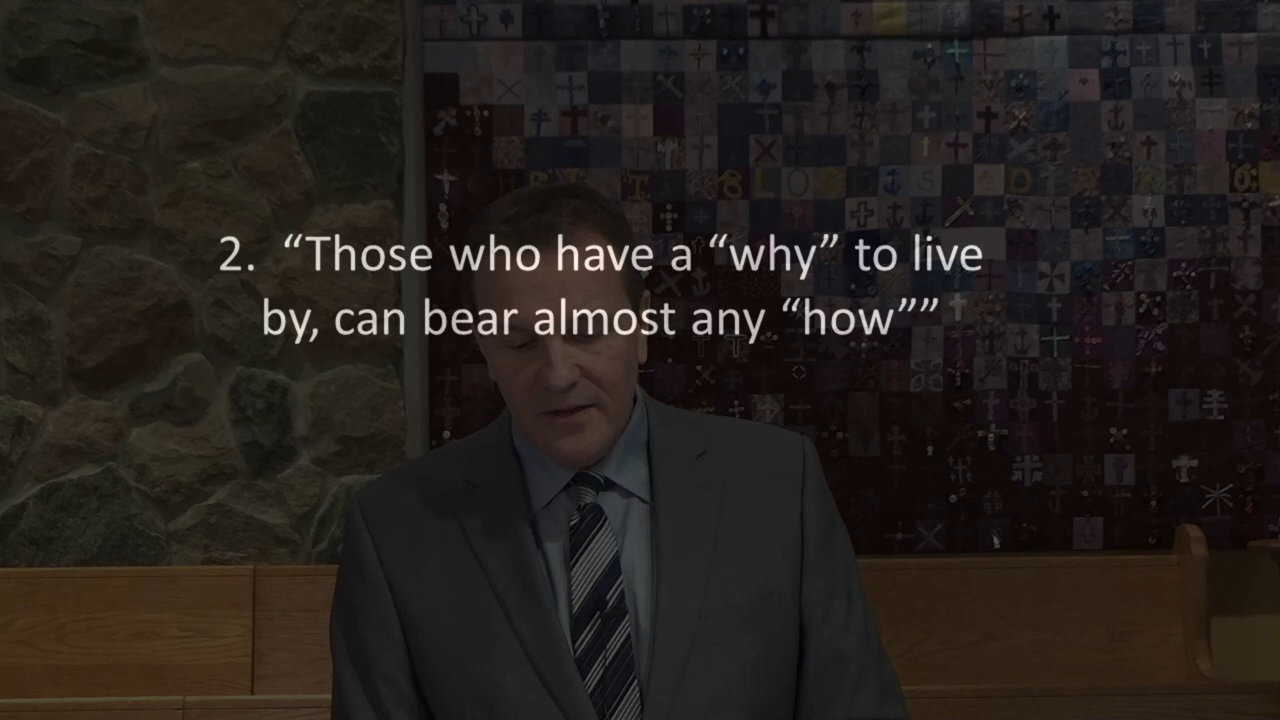 2. “Those who have a “why” to live
by, can bear almost any “how””